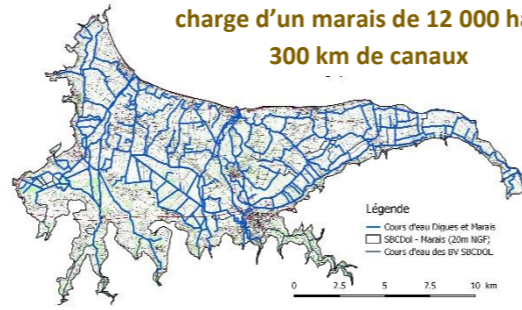 charge d’un marais de 12 000 ha
300 km de canaux
Légende
Cours d'eau Digues et Marais
SBCDol - Marais (20m NGF)
Cours d'eau des BV SBCDOL
0 2.5 5 7.5 10 km